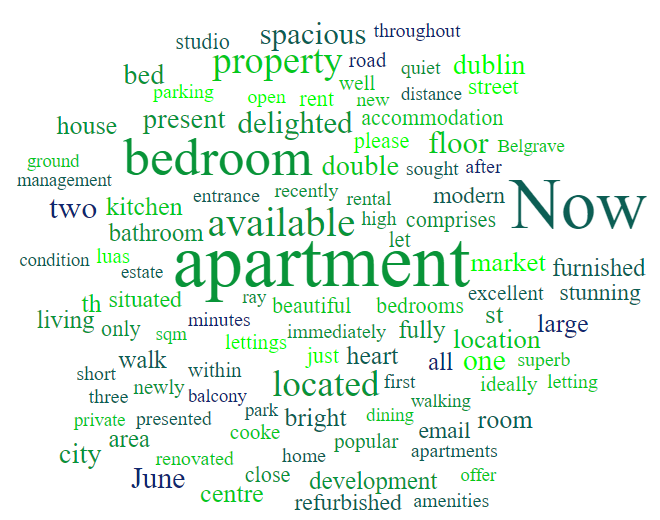 throughout
studio spacious
property road
bed well quiet dublin
parking open rent new distance street
house present delighted accommodation
please floor Belgrave
ground bedroom double sought after
management entrance recently rental modern Now
two kitchen available high comprises
bathroom let
condition luas estate apartment market furnished
th situated ray beautiful bedrooms excellent stunning
living only sqm minutes immediately fully st large
lettings location
walk just heart all one superb
short within located first ideally letting
three newly balcony walking
private presented park bright dining room
area cooke email
city renovated home popular apartments
June close development offer
centre refurbished amenities